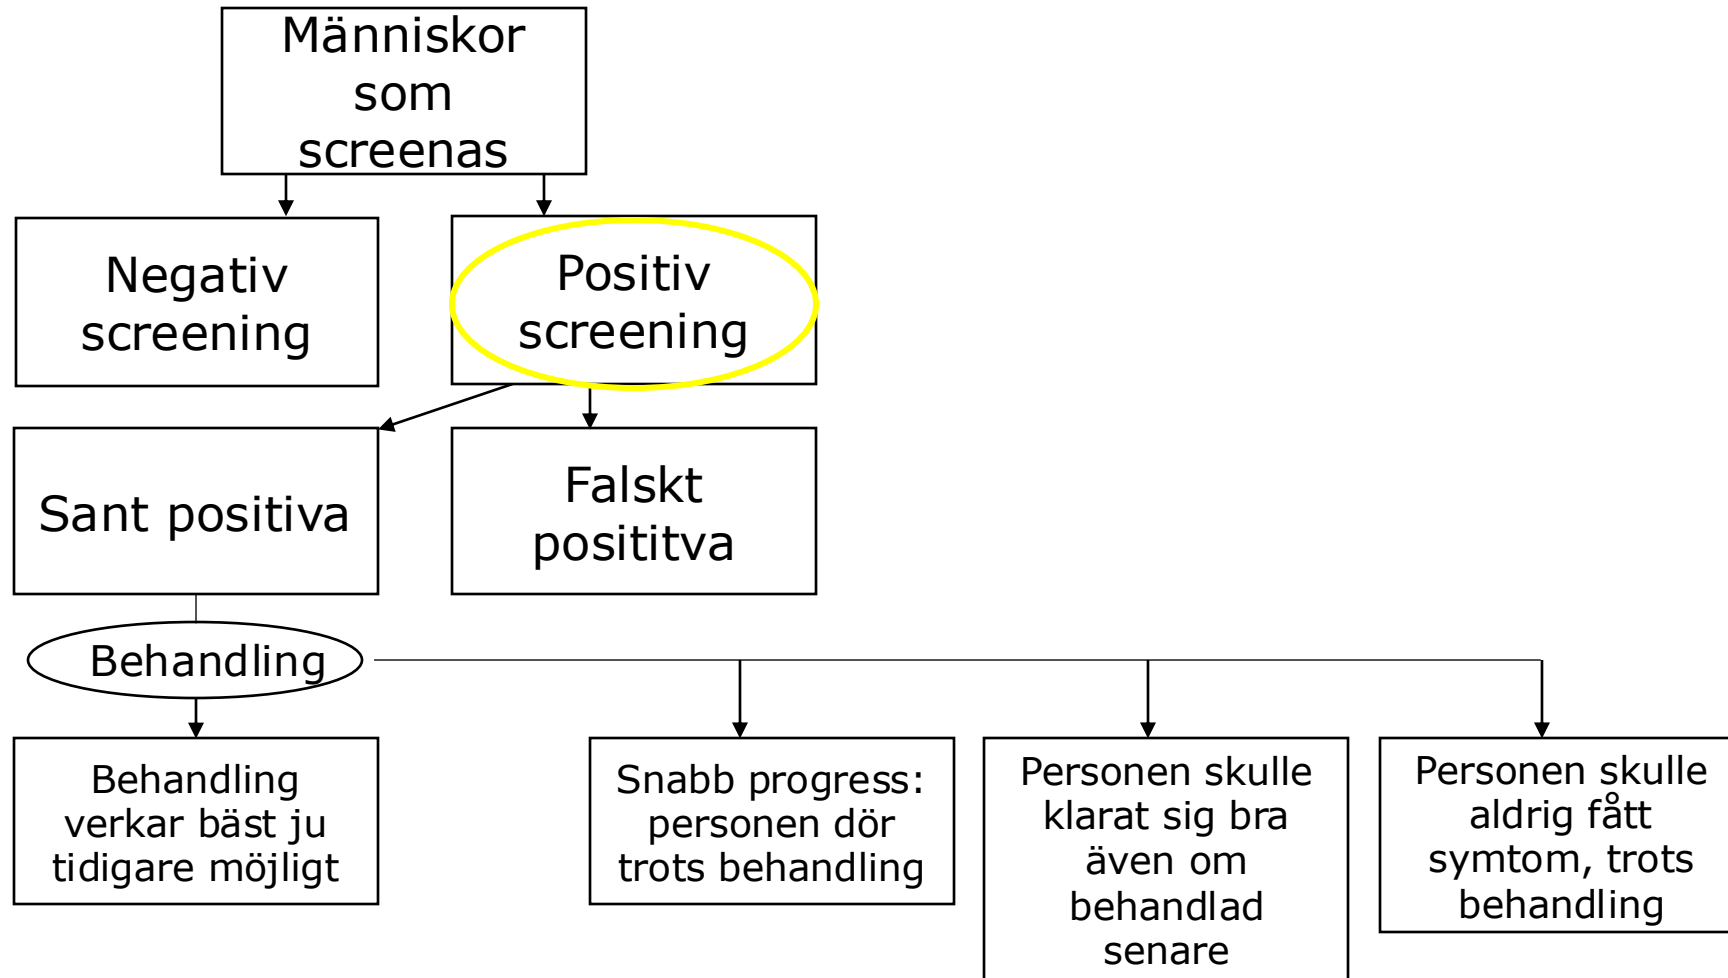 Människor
som
screenas
Negativ
screening
Positiv
screening
Sant positiva
Falskt
posititva
Behandling
Behandling
verkar bäst ju
tidigare möjligt
Snabb progress:
personen dör
trots behandling
Personen skulle
klarat sig bra
även om
behandlad
senare
Personen skulle
aldrig fått
symtom, trots
behandling